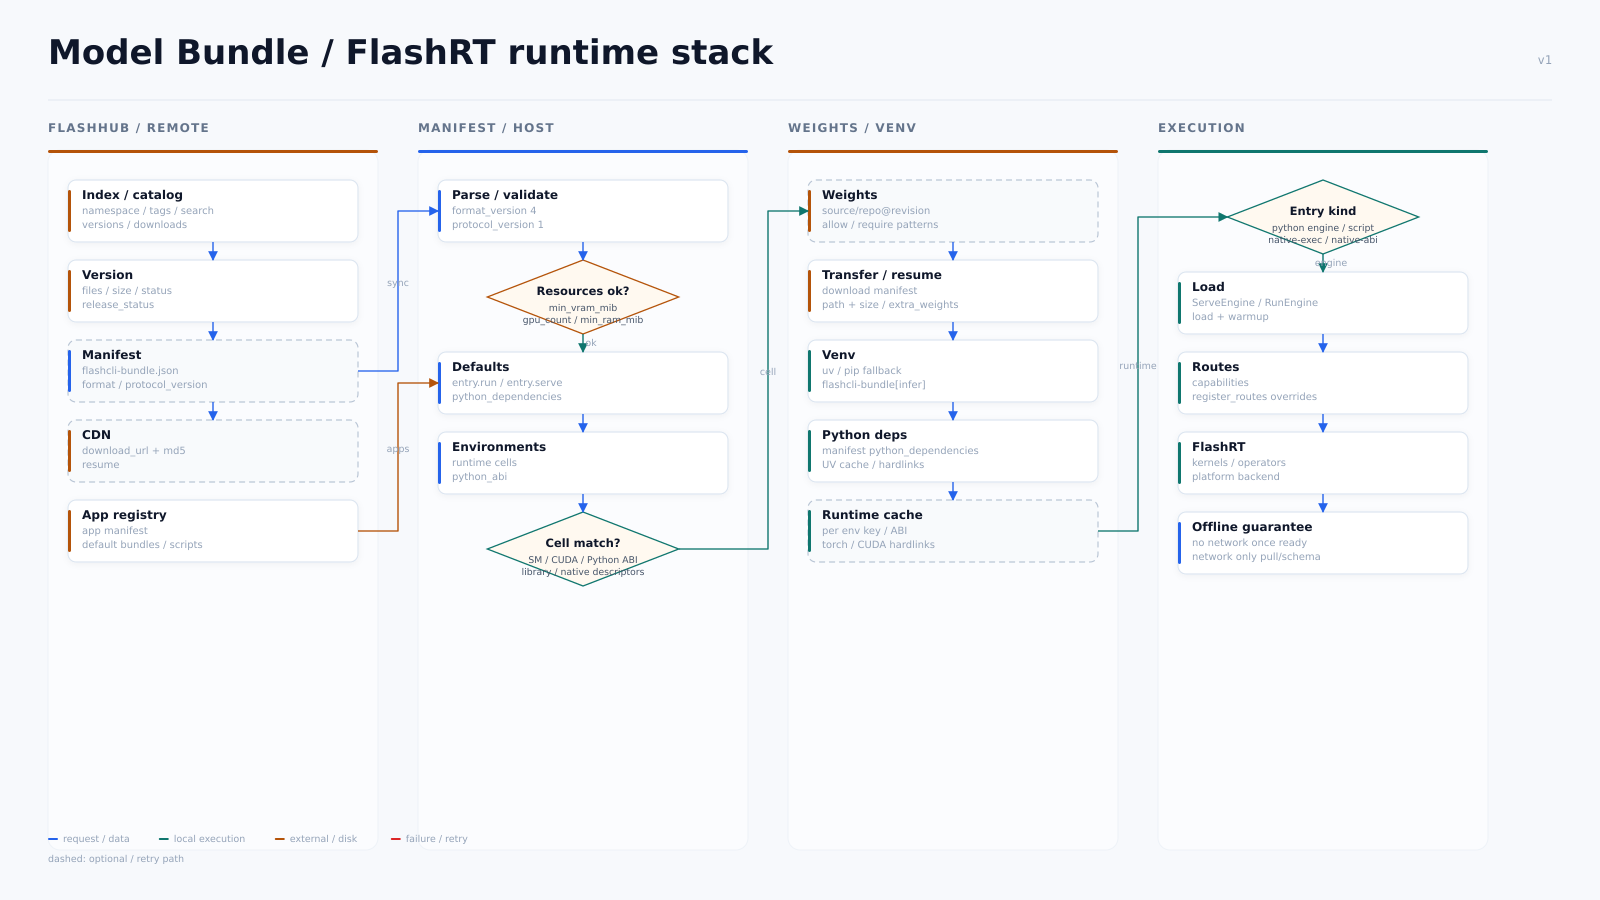 Model Bundle / FlashRT runtime stack
v1
FLASHHUB / REMOTE
Index / catalog
namespace / tags / search
versions / downloads
Version
files / size / status
release_status
Manifest
flashcli-bundle.json
format / protocol_version
CDN
download_url + md5
resume
App registry
app manifest
default bundles / scripts
sync
apps
MANIFEST / HOST
Parse / validate
format_version 4
protocol_version 1
Resources ok?
min_vram_mib
gpu_count / min_ram_mib
ok
Defaults
entry.run / entry.serve
python_dependencies
Environments
runtime cells
python_abi
Cell match?
SM / CUDA / Python ABI
library / native descriptors
cell
WEIGHTS / VENV
Weights
source/repo@revision
allow / require patterns
Transfer / resume
download manifest
path + size / extra_weights
Venv
uv / pip fallback
flashcli-bundle[infer]
Python deps
manifest python_dependencies
UV cache / hardlinks
Runtime cache
per env key / ABI
torch / CUDA hardlinks
runtime
EXECUTION
Entry kind
python engine / script
native-exec / native-abi
engine
Load
ServeEngine / RunEngine
load + warmup
Routes
capabilities
register_routes overrides
FlashRT
kernels / operators
platform backend
Offline guarantee
no network once ready
network only pull/schema
request / data
local execution
external / disk
failure / retry
dashed: optional / retry path